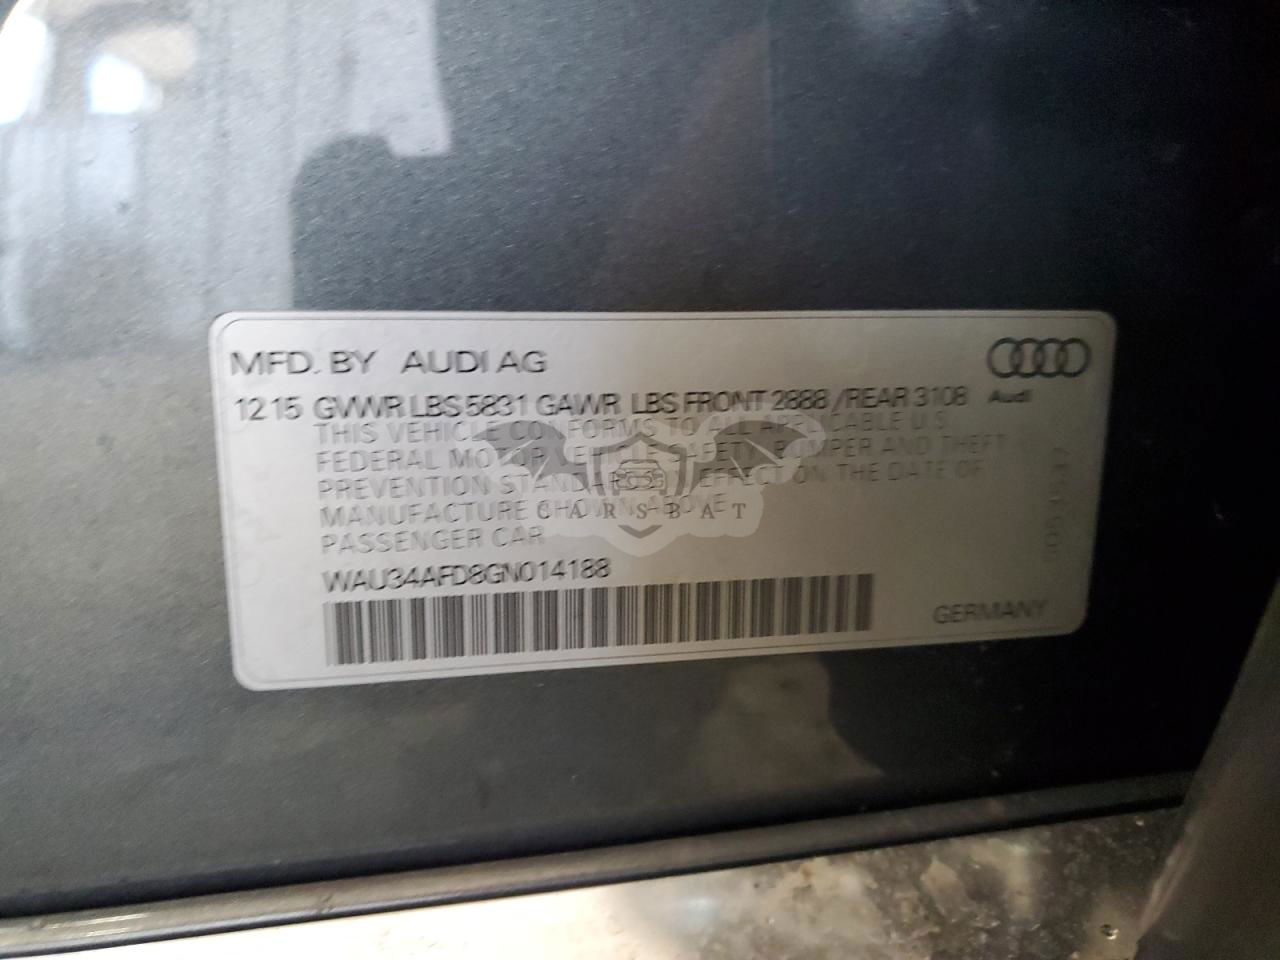 MFD. BY AUDI AG
12 15 GVWR LBS 5831 GAWR LBS FRONT 2888 /REAR 3108 Audi
THIS VEHICLE CONFORMS TO ALL APPLICABLE U.S.
FEDERAL MOTOR VEHICLE SAFETY, BUMPER AND THEFT
PREVENTION STANDARDS IN EFFECT ON THE DATE OF
MANUFACTURE SHOWN ABOVE
PASSENGER CAR
CARSBAT
WAU34AFD8GN014188
GERMANY